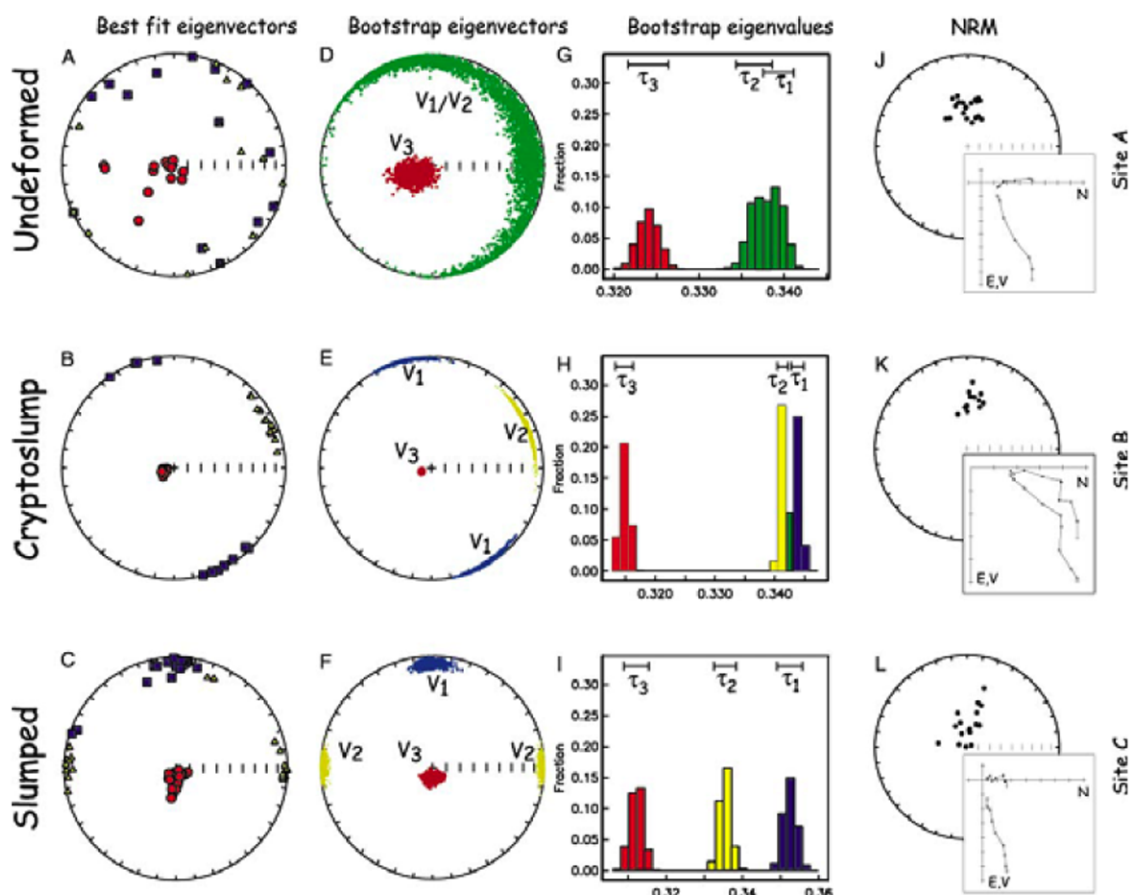 Best fit eigenvectors
Bootstrap eigenvectors
Bootstrap eigenvalues
NRM
Undeformed
A
D
V1/V2
V3
G
τ3
τ2
τ1
Fraction
0.30
0.25
0.20
0.15
0.10
0.05
0.00
0.320
0.330
0.340
J
N
E,V
Site A
Cryptoslump
B
E
V1
V2
V3
V1
H
τ3
τ2
τ1
Fraction
0.30
0.25
0.20
0.15
0.10
0.05
0.00
0.320
0.330
0.340
K
N
E,V
Site B
Slumped
C
F
V1
V2
V3
V2
I
τ3
τ2
τ1
Fraction
0.30
0.25
0.20
0.15
0.10
0.05
0.00
0.32
0.34
0.36
L
N
E,V
Site C